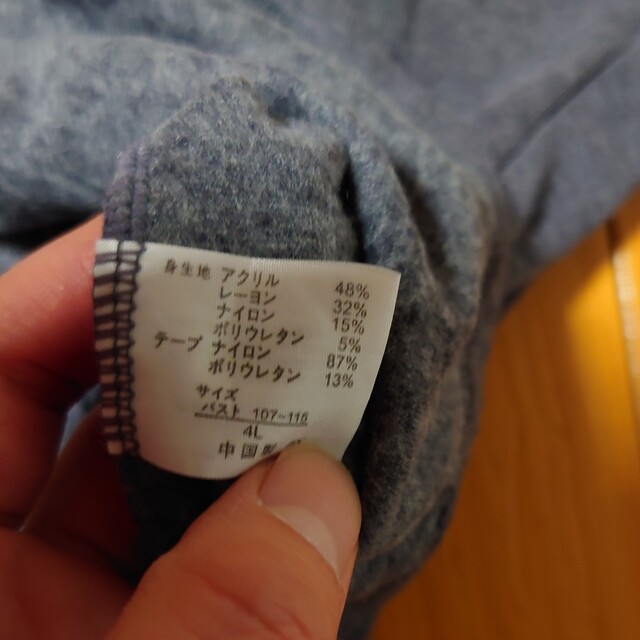 身生地 アクリル 48%
レーヨン 32%
ナイロン 15%
ポリウレタン 5%
テープ ナイロン 87%
ポリウレタン 13%
サイズ
バスト 107~116
4L
中国